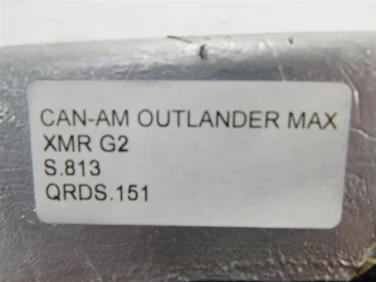 CAN-AM OUTLANDER MAX
XMR G2
S.813
QRDS.151